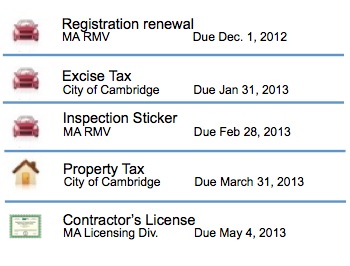 Registration renewal
MA RMV Due Dec. 1, 2012
Excise Tax
City of Cambridge Due Jan 31, 2013
Inspection Sticker
MA RMV Due Feb 28, 2013
Property Tax
City of Cambridge Due March 31, 2013
Contractor's License
MA Licensing Div. Due May 4, 2013